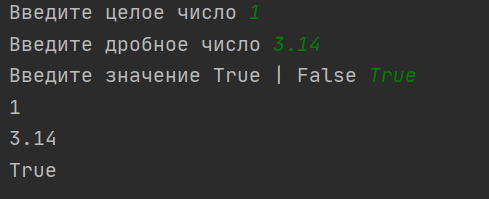 Введите целое число 1
Введите дробное число 3.14
Введите значение True | False True
1
3.14
True